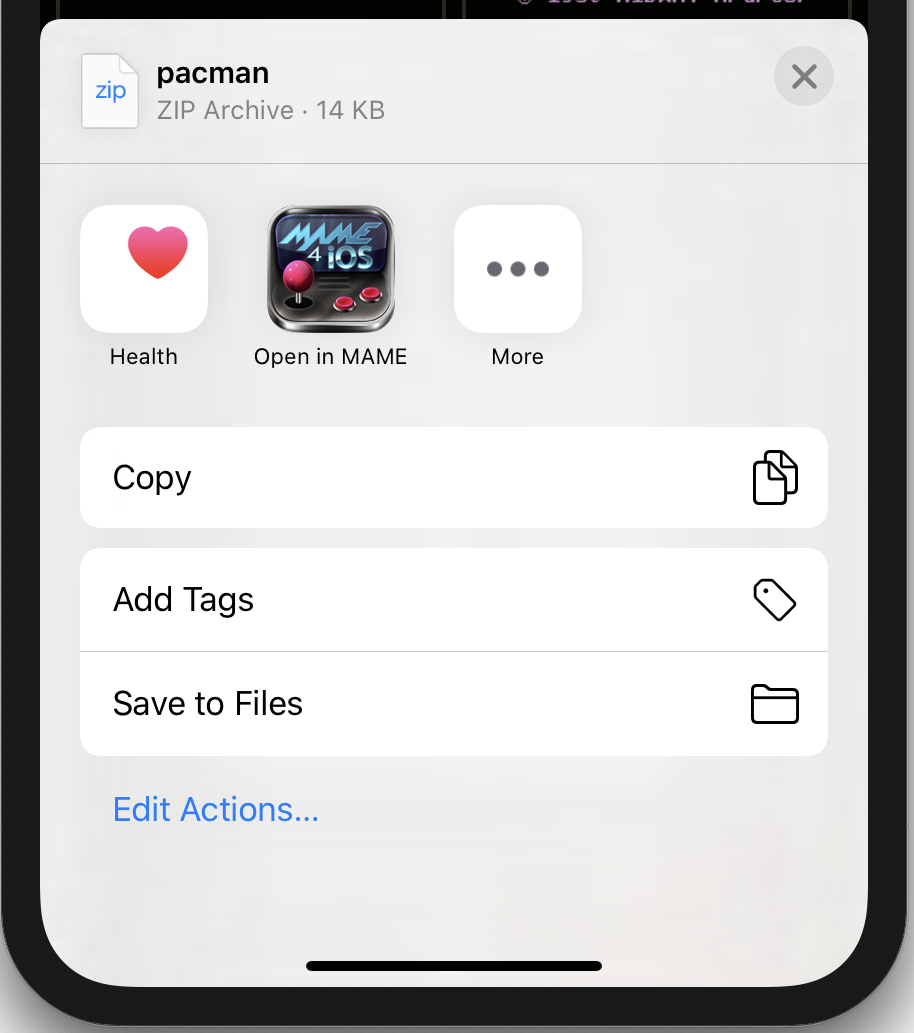 pacman
zip
ZIP Archive · 14 KB
MAME
4 iOS
Health
Open in MAME
More
Copy
Add Tags
Save to Files
Edit Actions...